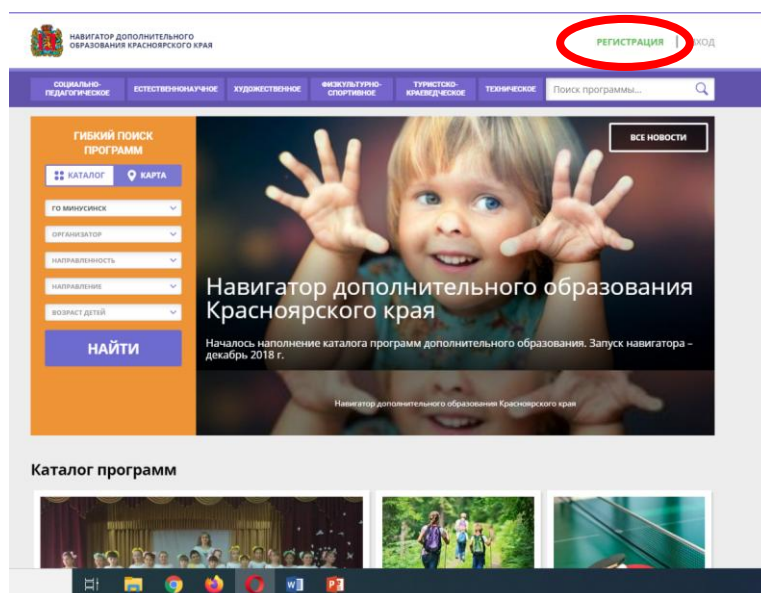 НАВИГАТОР ДОПОЛНИТЕЛЬНОГО
ОБРАЗОВАНИЯ КРАСНОЯРСКОГО КРАЯ
РЕГИСТРАЦИЯ
СОЦИАЛЬНО-
ПЕДАГОГИЧЕСКОЕ
ЕСТЕСТВЕННОНАУЧНОЕ
ХУДОЖЕСТВЕННОЕ
ФИЗКУЛЬТУРНО-
СПОРТИВНОЕ
ТУРИСТСКО-
КРАЕВЕДЧЕСКОЕ
ТЕХНИЧЕСКОЕ
Поиск программы...
ГИБКИЙ ПОИСК
ПРОГРАММ
КАТАЛОГ
КАРТА
ГО МИНУСИНСК
ОРГАНИЗАТОР
НАПРАВЛЕННОСТЬ
НАПРАВЛЕНИЕ
ВОЗРАСТ ДЕТЕЙ
НАЙТИ
ВСЕ НОВОСТИ
Навигатор дополнительного образования
Красноярского края
Началось наполнение каталога программ дополнительного образования. Запуск навигатора –
декабрь 2018 г.
Навигатор дополнительного образования Красноярского края
Каталог программ